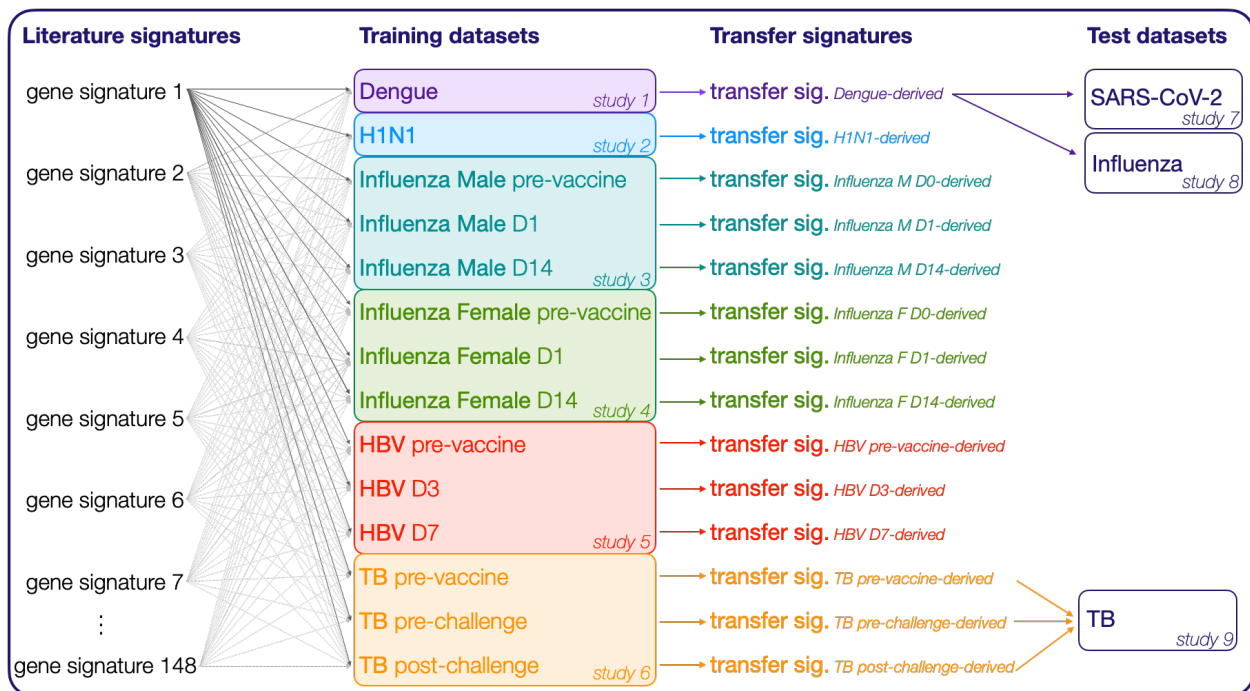 Literature signatures
Training datasets
Transfer signatures
Test datasets
gene signature 1
gene signature 2
gene signature 3
gene signature 4
gene signature 5
gene signature 6
gene signature 7
⋮
gene signature 148
Dengue
study 1
H1N1
study 2
Influenza Male pre-vaccine
Influenza Male D1
Influenza Male D14
study 3
Influenza Female pre-vaccine
Influenza Female D1
Influenza Female D14
study 4
HBV pre-vaccine
HBV D3
HBV D7
study 5
TB pre-vaccine
TB pre-challenge
TB post-challenge
study 6
transfer sig. Dengue-derived
transfer sig. H1N1-derived
transfer sig. Influenza M D0-derived
transfer sig. Influenza M D1-derived
transfer sig. Influenza M D14-derived
transfer sig. Influenza F D0-derived
transfer sig. Influenza F D1-derived
transfer sig. Influenza F D14-derived
transfer sig. HBV pre-vaccine-derived
transfer sig. HBV D3-derived
transfer sig. HBV D7-derived
transfer sig. TB pre-vaccine-derived
transfer sig. TB pre-challenge-derived
transfer sig. TB post-challenge-derived
SARS-CoV-2
study 7
Influenza
study 8
TB
study 9